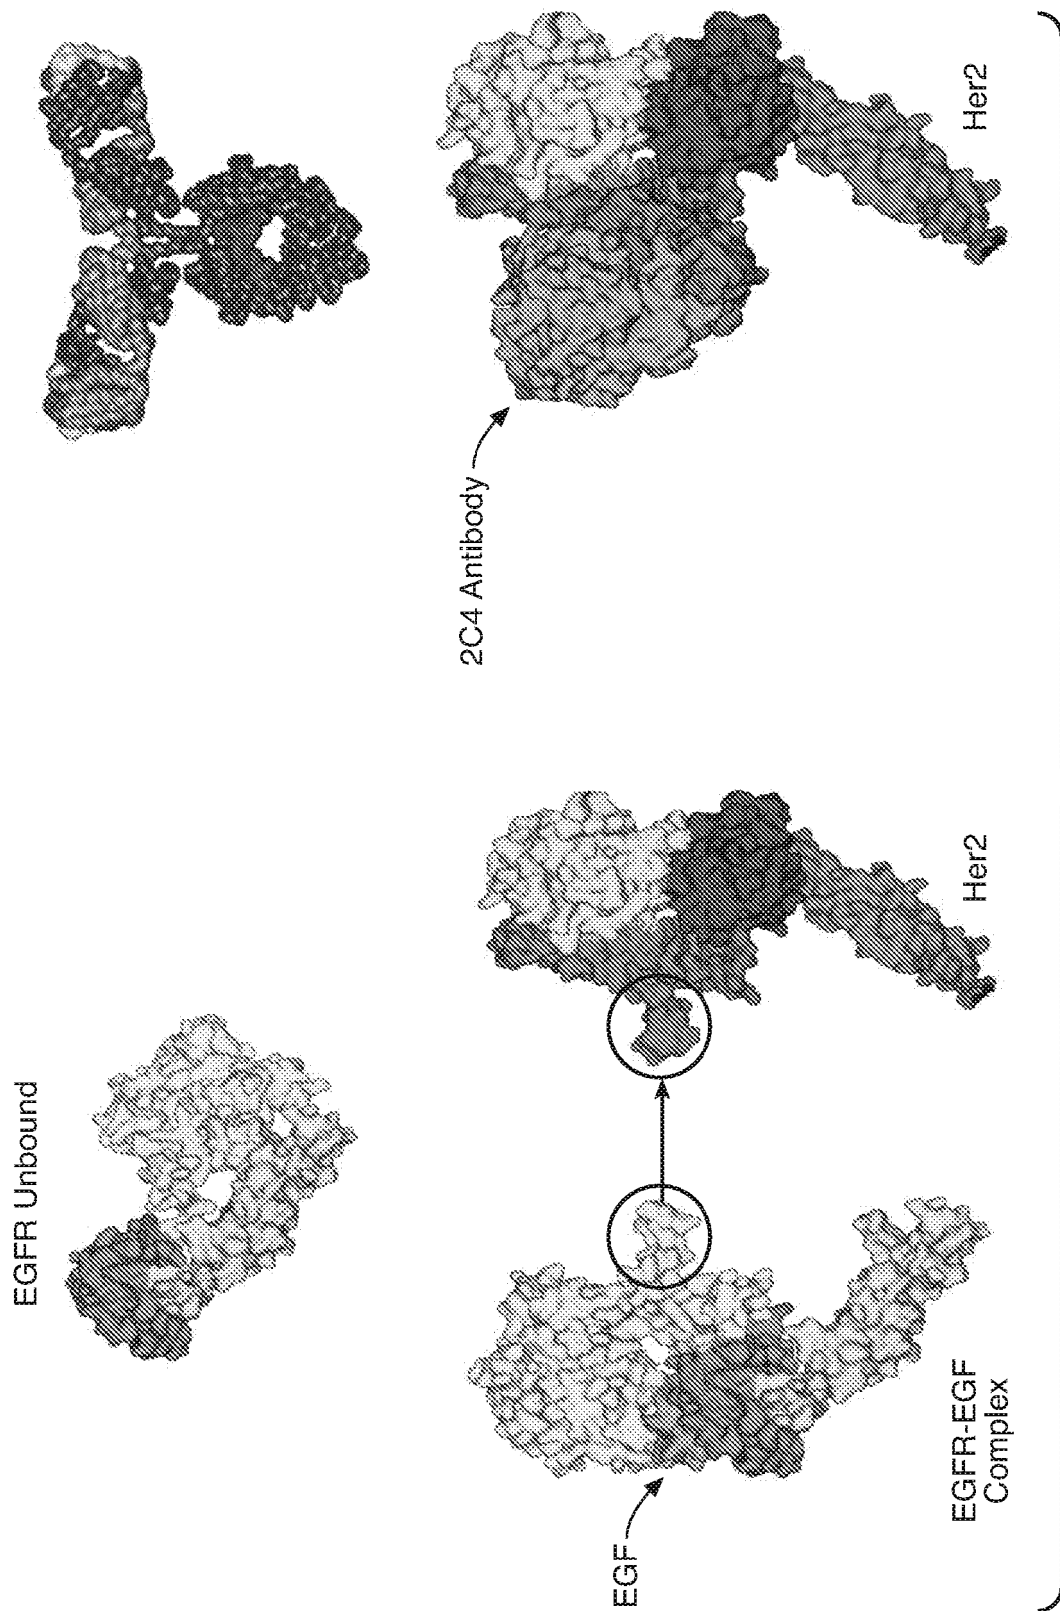 EGFR Unbound
EGF
EGFR-EGF
Complex
Her2
2C4 Antibody
Her2